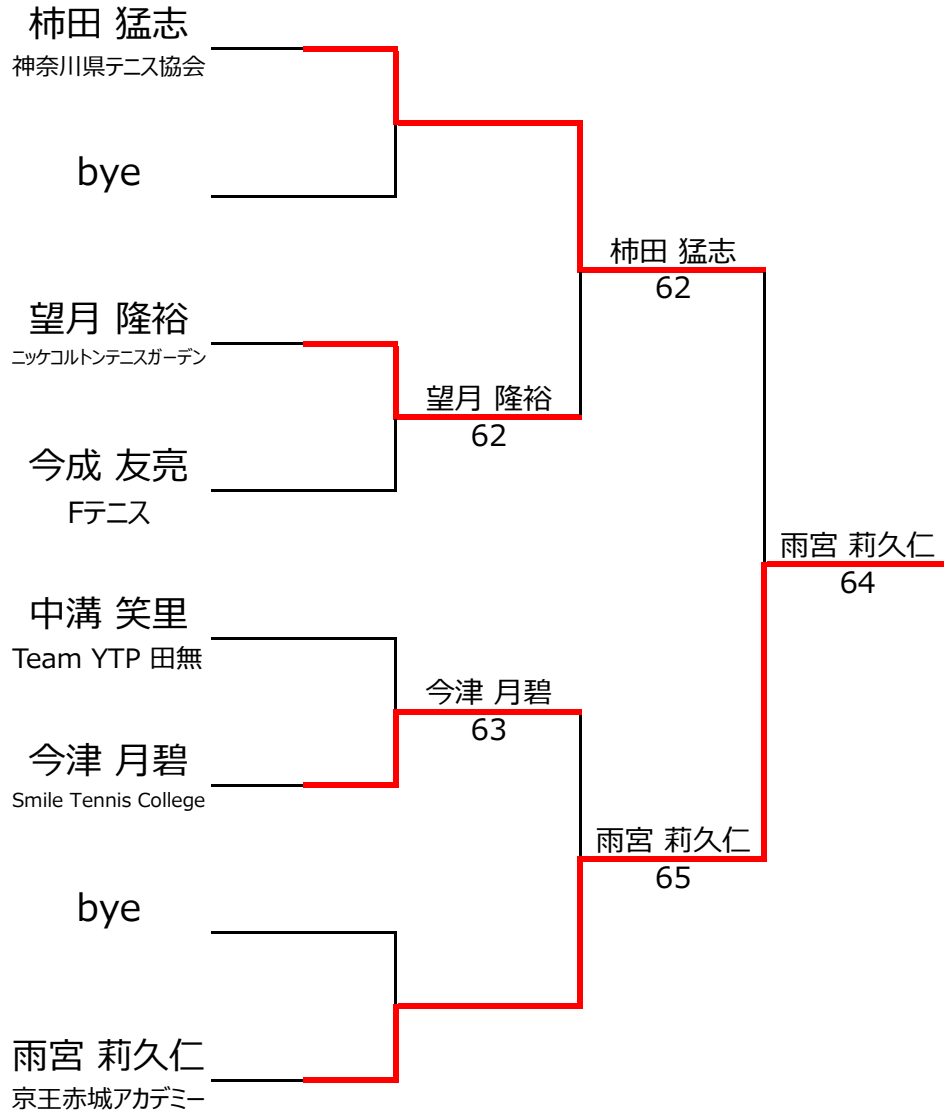 柿田 猛志
神奈川県テニス協会
bye
望月 隆裕
ニッケコルトンテニスガーデン
今成 友亮
Fテニス
中溝 笑里
Team YTP 田無
今津 月碧
Smile Tennis College
bye
雨宮 莉久仁
京王赤城アカデミー
望月 隆裕
62
今津 月碧
63
柿田 猛志
62
雨宮 莉久仁
65
雨宮 莉久仁
64